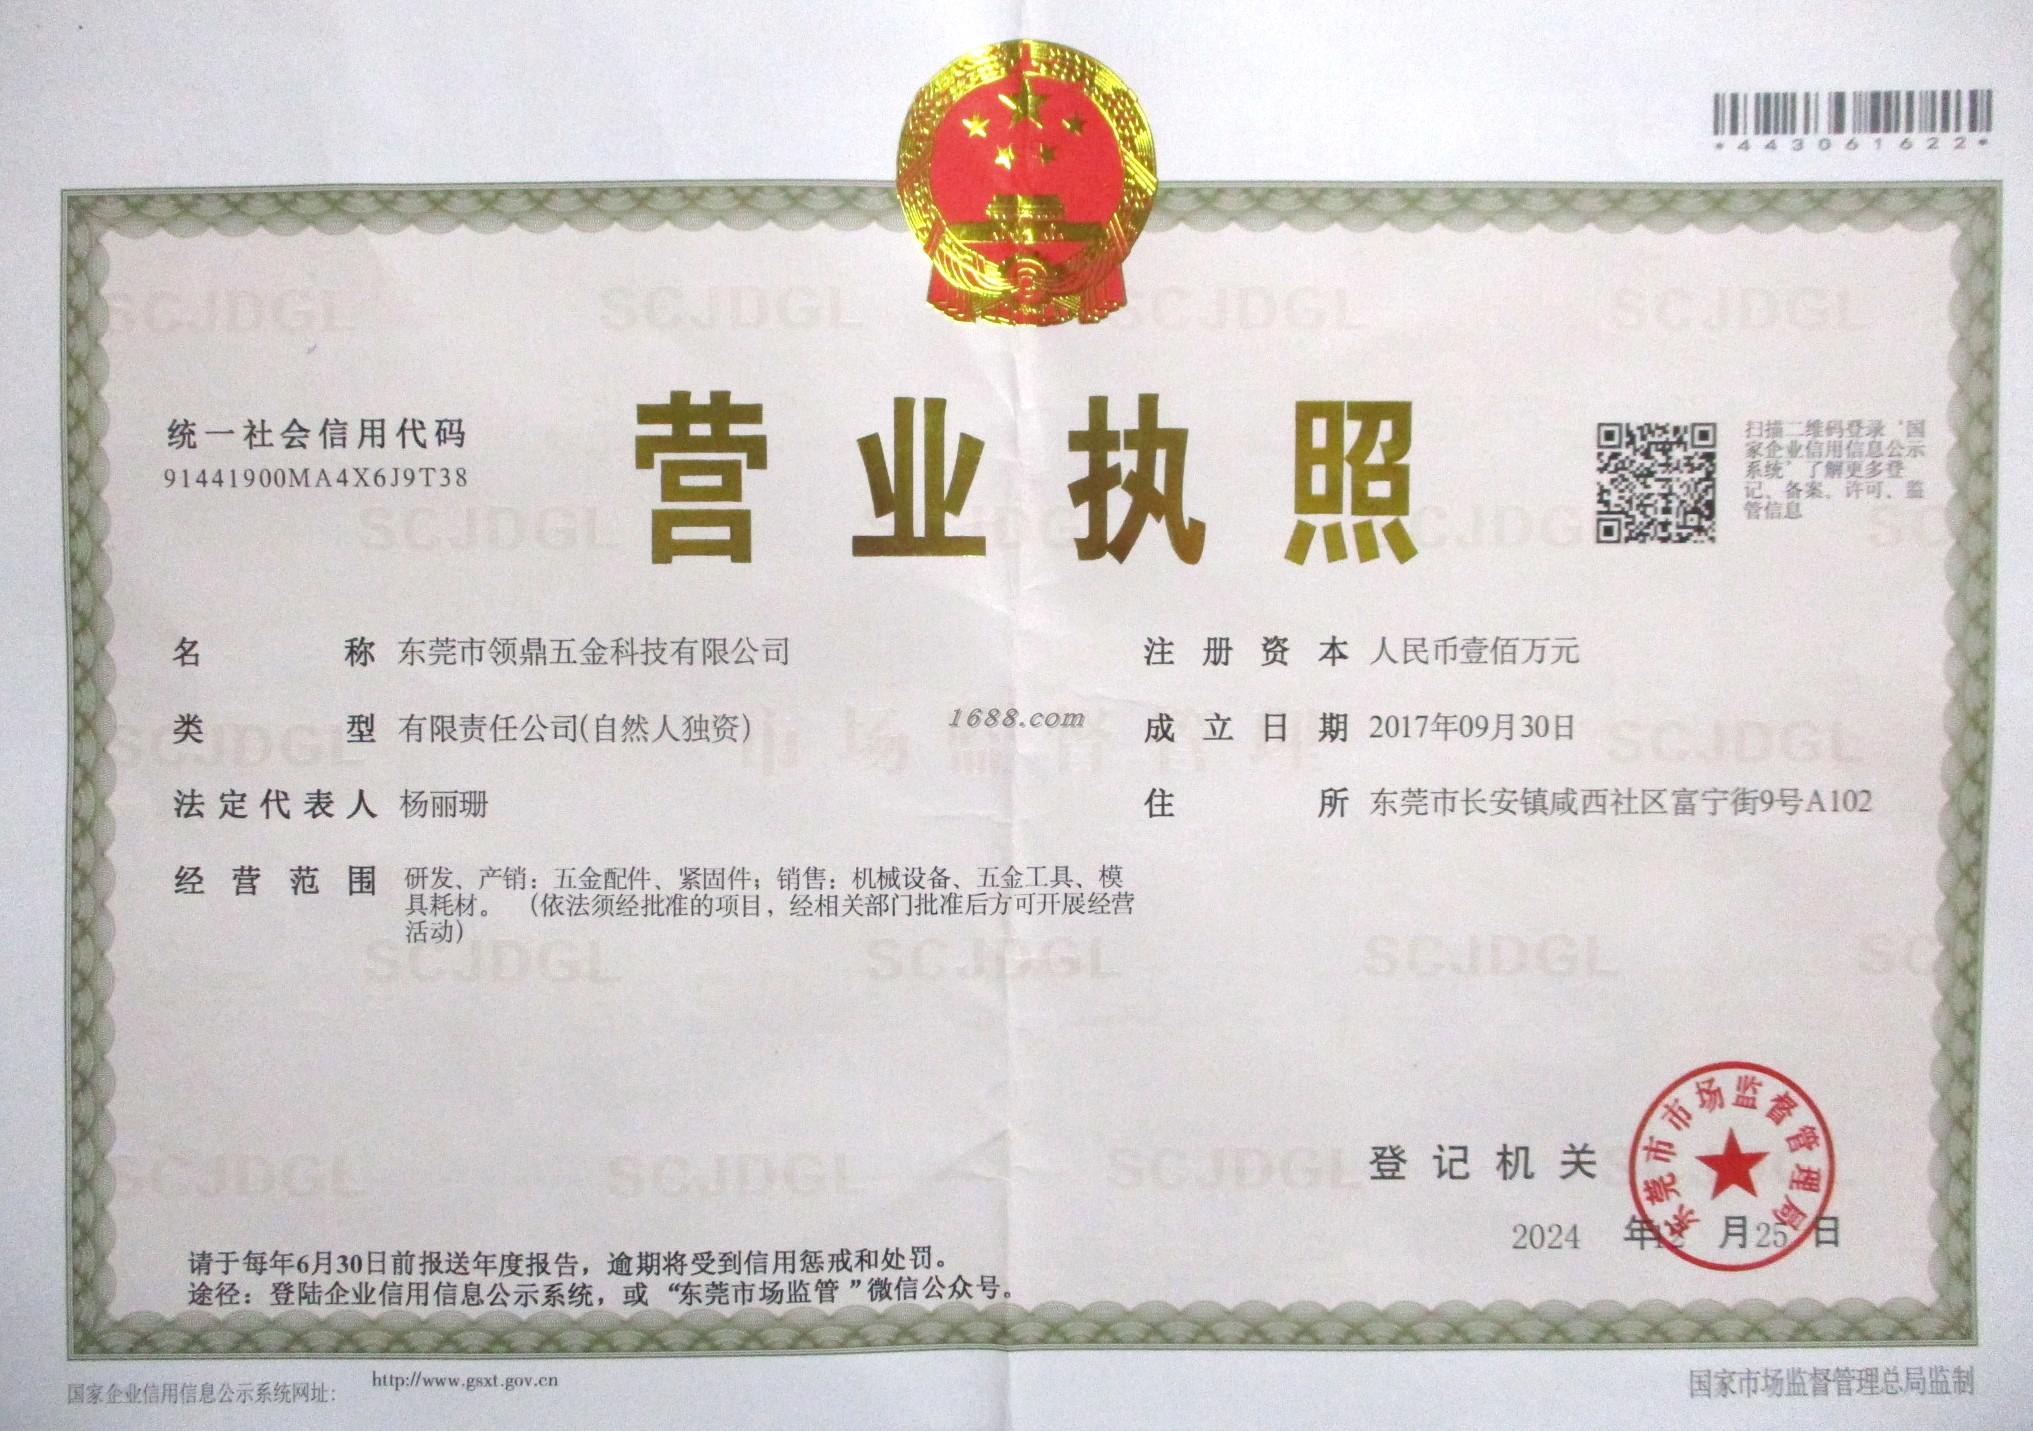 *443061622*
营业执照
统一社会信用代码
91441900MA4X6J9T38
扫描二维码登录‘国
家企业信用信息公示
系统’了解更多登
记、备案、许可、监
管信息
名称 东莞市领鼎五金科技有限公司
类型 有限责任公司(自然人独资)
法定代表人 杨丽珊
经营范围 研发、产销：五金配件、紧固件；销售：机械设备、五金工具、模
具耗材。 （依法须经批准的项目，经相关部门批准后方可开展经营
活动）
注册资本 人民币壹佰万元
成立日期 2017年09月30日
住所 东莞市长安镇咸西社区富宁街9号A102
1688.com
SCJDGL
市场监督管理
登记机关
东莞市市场监督管理局
2024 年12 月25 日
请于每年6月30日前报送年度报告，逾期将受到信用惩戒和处罚。
途径：登陆企业信用信息公示系统，或“东莞市场监管”微信公众号。
国家企业信用信息公示系统网址： http://www.gsxt.gov.cn
国家市场监督管理总局监制